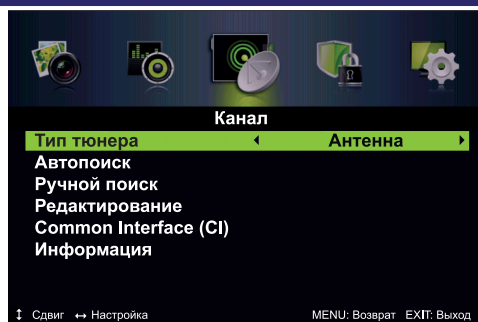 Канал
Тип тюнера Антенна
Автопоиск
Ручной поиск
Редактирование
Common Interface (CI)
Информация
Сдвиг Настройка MENU: Возврат EXIT: Выход